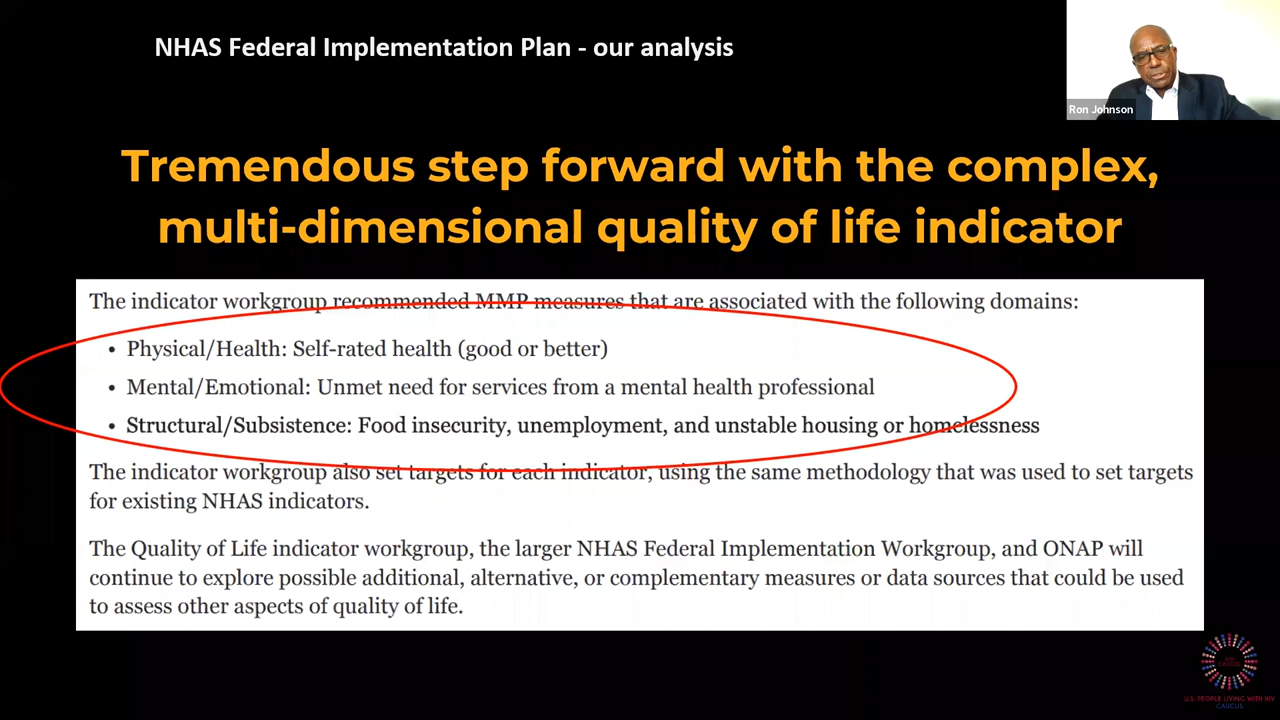 NHAS Federal Implementation Plan - our analysis
Ron Johnson
Tremendous step forward with the complex,
multi-dimensional quality of life indicator
The indicator workgroup recommended MMP measures that are associated with the following domains:
• Physical/Health: Self-rated health (good or better)
• Mental/Emotional: Unmet need for services from a mental health professional
• Structural/Subsistence: Food insecurity, unemployment, and unstable housing or homelessness
The indicator workgroup also set targets for each indicator, using the same methodology that was used to set targets
for existing NHAS indicators.
The Quality of Life indicator workgroup, the larger NHAS Federal Implementation Workgroup, and ONAP will
continue to explore possible additional, alternative, or complementary measures or data sources that could be used
to assess other aspects of quality of life.
HIV
CAUCUS
U.S. PEOPLE LIVING WITH HIV
CAUCUS